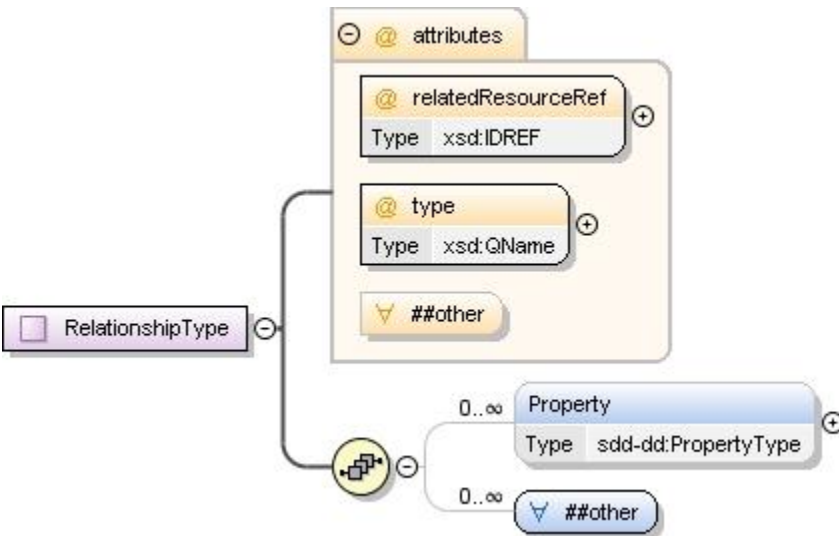 @ attributes
@ relatedResourceRef
Type xsd:IDREF
@ type
Type xsd:QName
∀ ##other
RelationshipType
0..∞ Property
Type sdd-dd:PropertyType
0..∞
∀ ##other